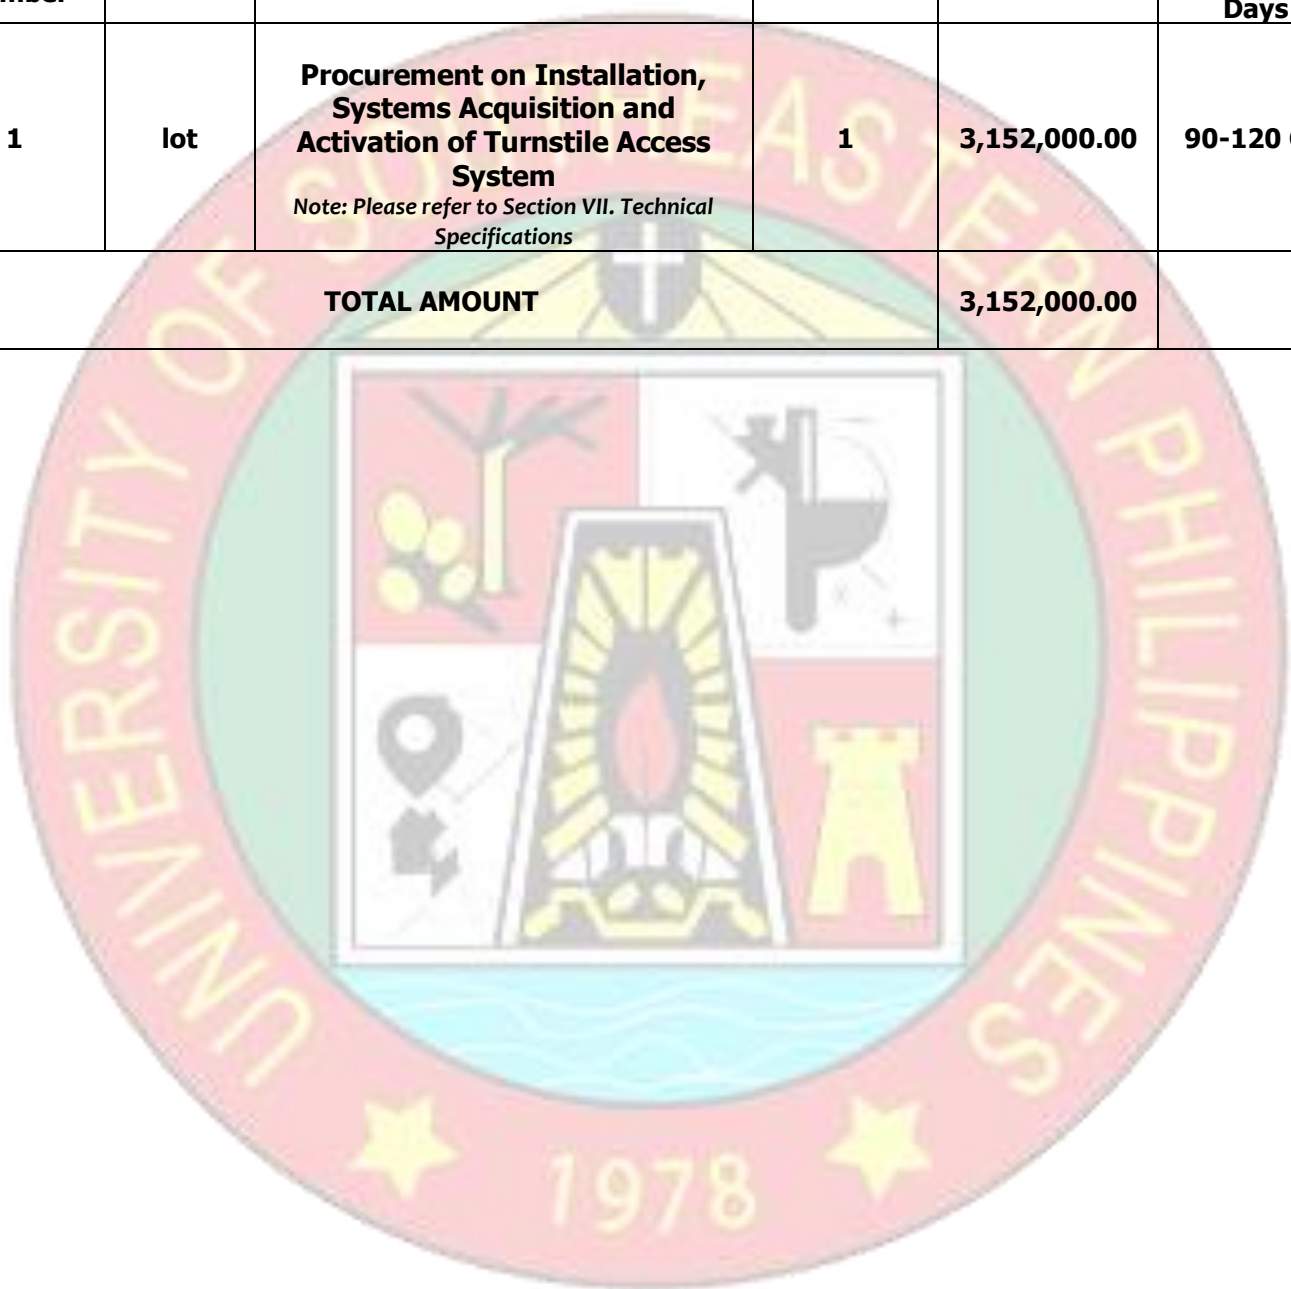 Days
Procurement on Installation,
Systems Acquisition and
1 lot Activation of Turnstile Access 1 3,152,000.00 90-120
System
Note: Please refer to Section VII. Technical
Specifications
TOTAL AMOUNT 3,152,000.00
UNIVERSITY OF SOUTHEASTERN PHILIPPINES
1978